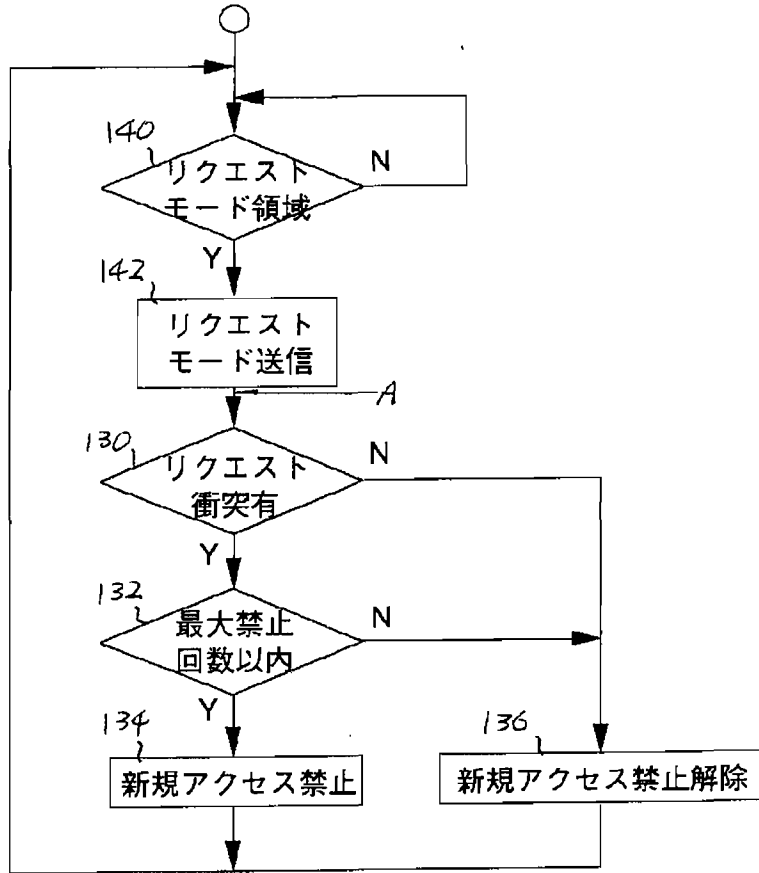 140
リクエスト
モード領域
N
Y
142
リクエスト
モード送信
A
130
リクエスト
衝突有
N
Y
132
最大禁止
回数以内
N
Y
134
新規アクセス禁止
136
新規アクセス禁止解除